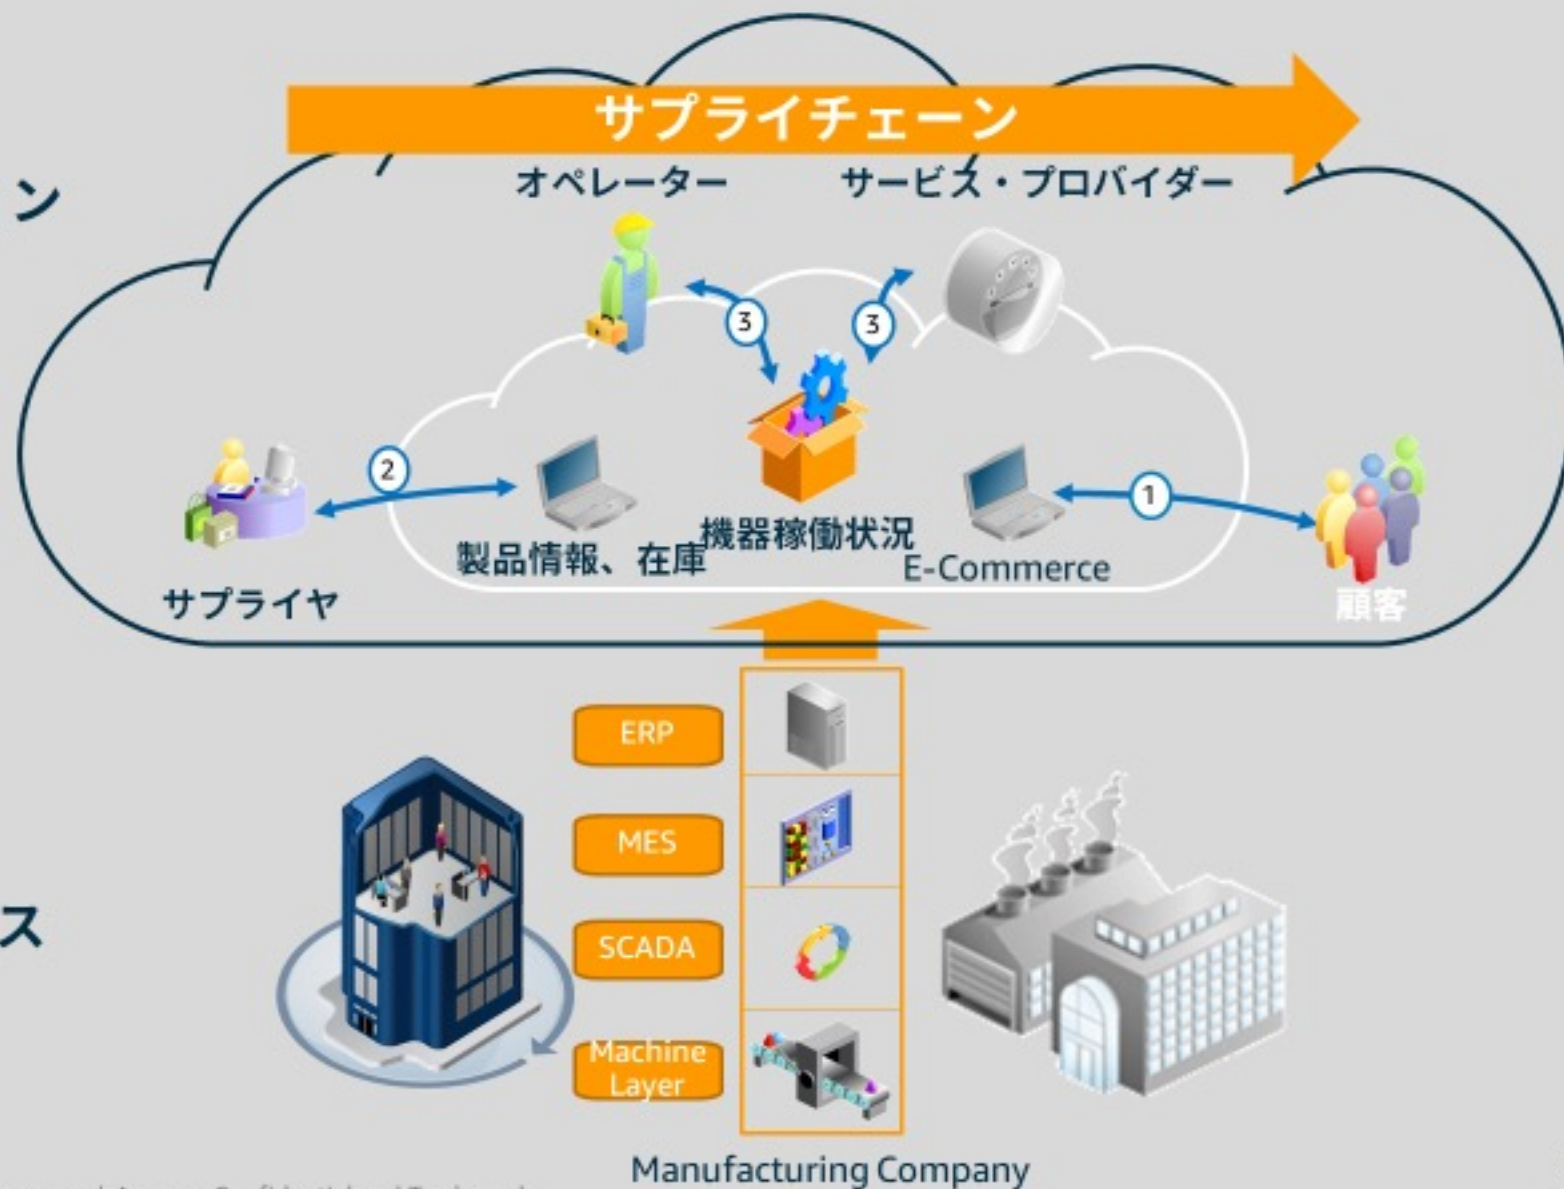 サプライチェーン
オペレーター
サービス・プロバイダー
ン
3
3
2
1
機器稼働状況
製品情報、在庫
E-Commerce
サプライヤ
顧客
ERP
MES
ス
SCADA
Machine
Layer
Manufacturing Company